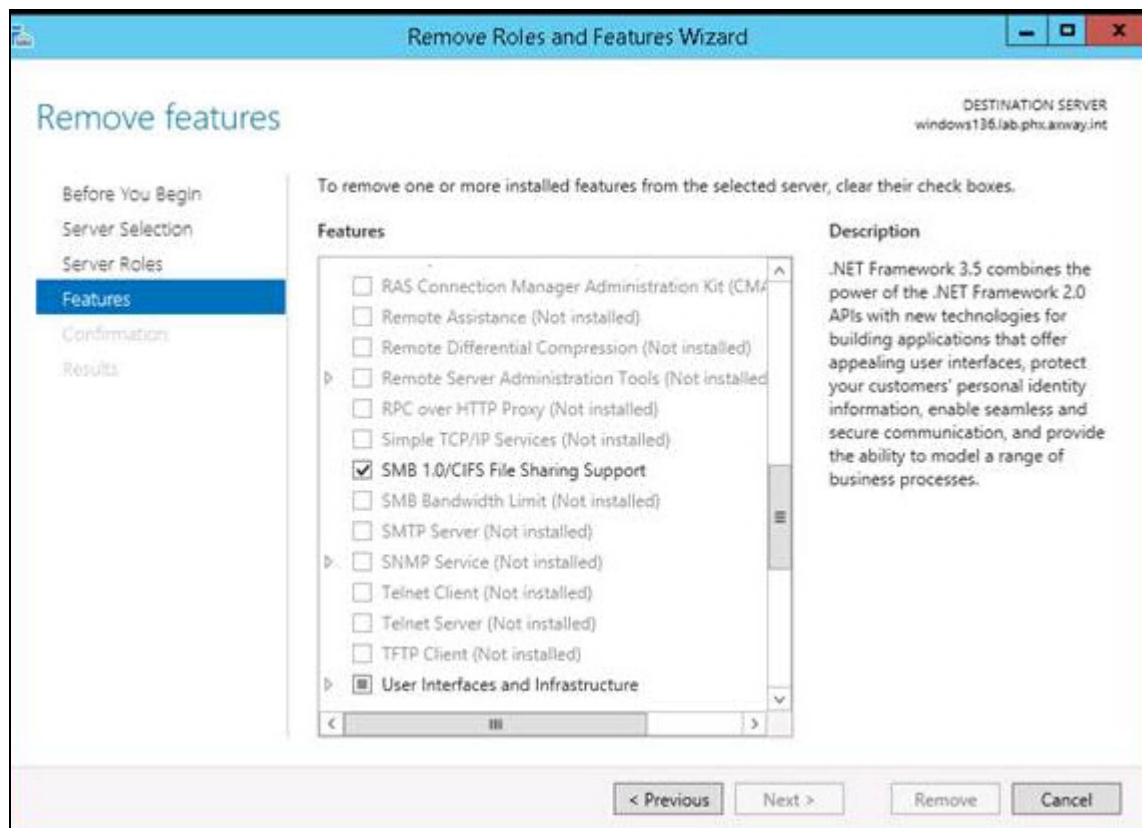 Remove Roles and Features Wizard
Remove features
DESTINATION SERVER
windows136.lab.phx.axway.int
Before You Begin
Server Selection
Server Roles
Features
Confirmation
Results
To remove one or more installed features from the selected server, clear their check boxes.
Features
RAS Connection Manager Administration Kit (CMA
Remote Assistance (Not installed)
Remote Differential Compression (Not installed)
Remote Server Administration Tools (Not installed
RPC over HTTP Proxy (Not installed)
Simple TCP/IP Services (Not installed)
SMB 1.0/CIFS File Sharing Support
SMB Bandwidth Limit (Not installed)
SMTP Server (Not installed)
SNMP Service (Not installed)
Telnet Client (Not installed)
Telnet Server (Not installed)
TFTP Client (Not installed)
User Interfaces and Infrastructure
Description
.NET Framework 3.5 combines the
power of the .NET Framework 2.0
APIs with new technologies for
building applications that offer
appealing user interfaces, protect
your customers' personal identity
information, enable seamless and
secure communication, and provide
the ability to model a range of
business processes.
< Previous
Next >
Remove
Cancel